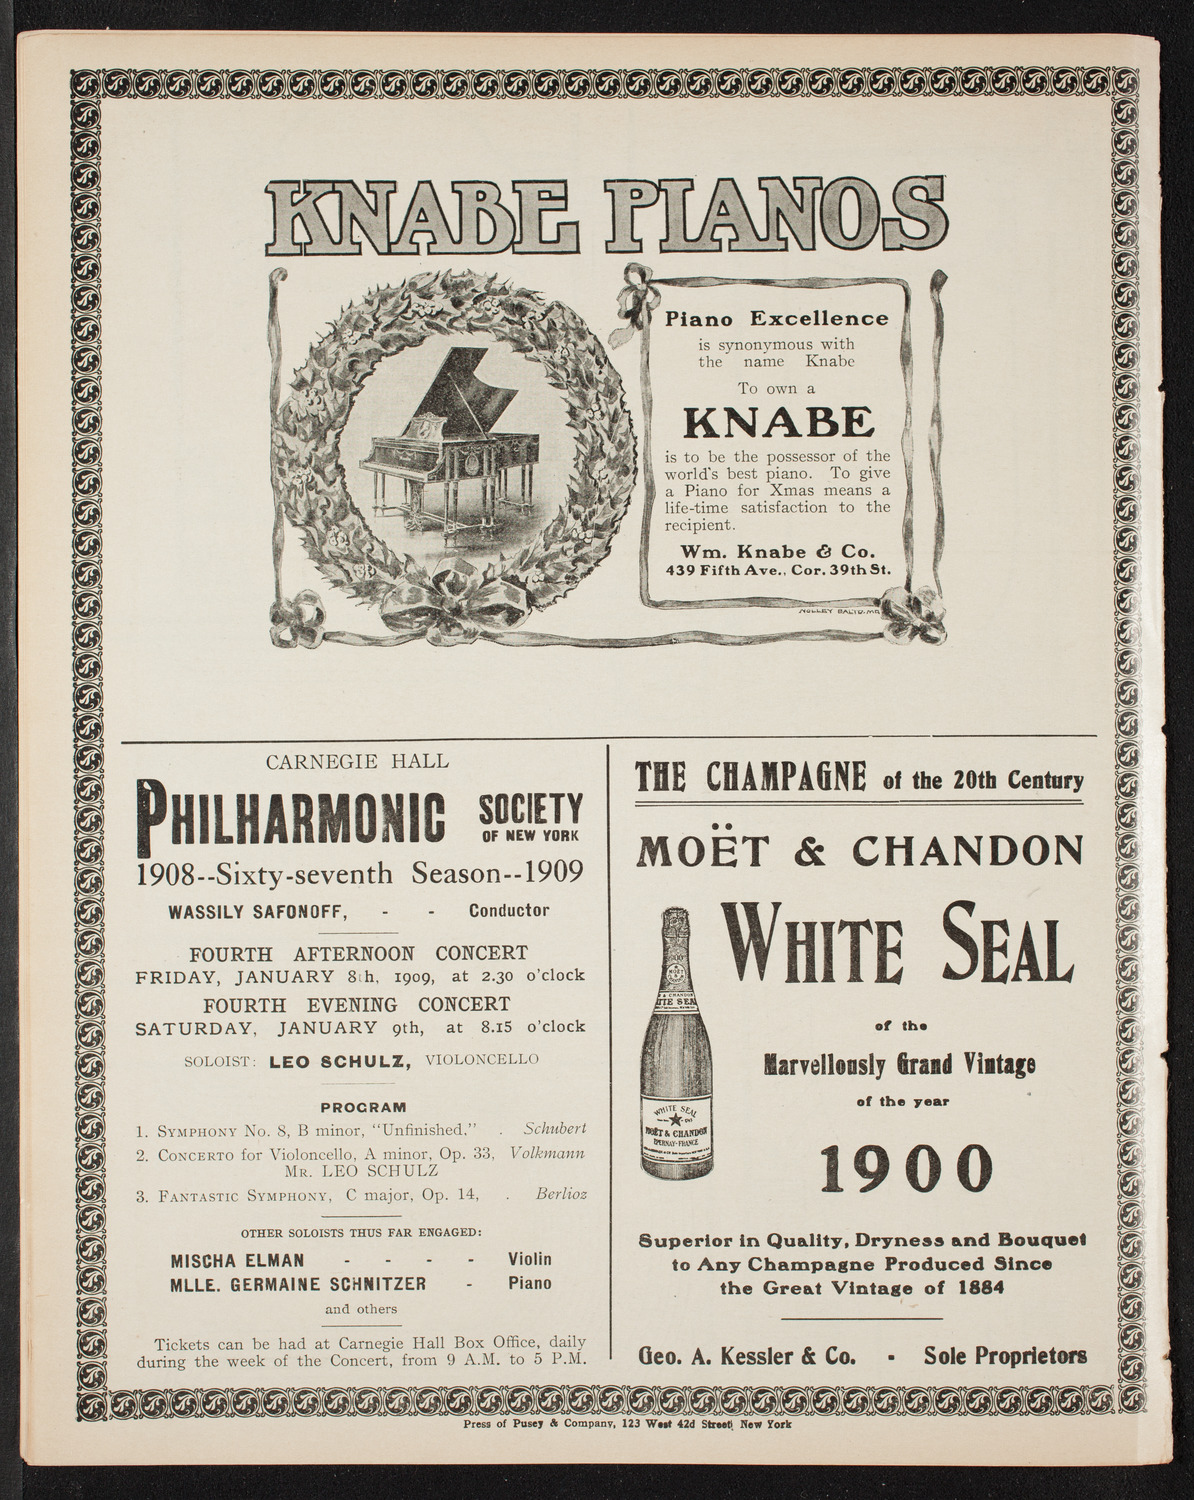 KNABE PIANOS
Piano Excellence
is synonymous with
the name Knabe
To own a
KNABE
is to be the possessor of the
world's best piano. To give
a Piano for Xmas means a
life-time satisfaction to the
recipient.
Wm. Knabe & Co.
439 Fifth Ave., Cor. 39th St.
NOLLEY BALTO. MD.
CARNEGIE HALL
PHILHARMONIC SOCIETY
OF NEW YORK
1908--Sixty-seventh Season--1909
WASSILY SAFONOFF, - - Conductor
FOURTH AFTERNOON CONCERT
FRIDAY, JANUARY 8th, 1909, at 2.30 o'clock
FOURTH EVENING CONCERT
SATURDAY, JANUARY 9th, at 8.15 o'clock
SOLOIST: LEO SCHULZ, VIOLONCELLO
PROGRAM
1. SYMPHONY No. 8, B minor, "Unfinished," . Schubert
2. CONCERTO for Violoncello, A minor, Op. 33, Volkmann
MR. LEO SCHULZ
3. FANTASTIC SYMPHONY, C major, Op. 14, . Berlioz
OTHER SOLOISTS THUS FAR ENGAGED:
MISCHA ELMAN - - - - Violin
MLLE. GERMAINE SCHNITZER - Piano
and others
Tickets can be had at Carnegie Hall Box Office, daily
during the week of the Concert, from 9 A.M. to 5 P.M.
THE CHAMPAGNE of the 20th Century
MOËT & CHANDON
WHITE SEAL
of the
Marvellously Grand Vintage
of the year
1900
WHITE SEAL
MOËT & CHANDON
EPERNAY-FRANCE
Superior in Quality, Dryness and Bouquet
to Any Champagne Produced Since
the Great Vintage of 1884
Geo. A. Kessler & Co. - Sole Proprietors
Press of Pusey & Company, 123 West 42d Street, New York